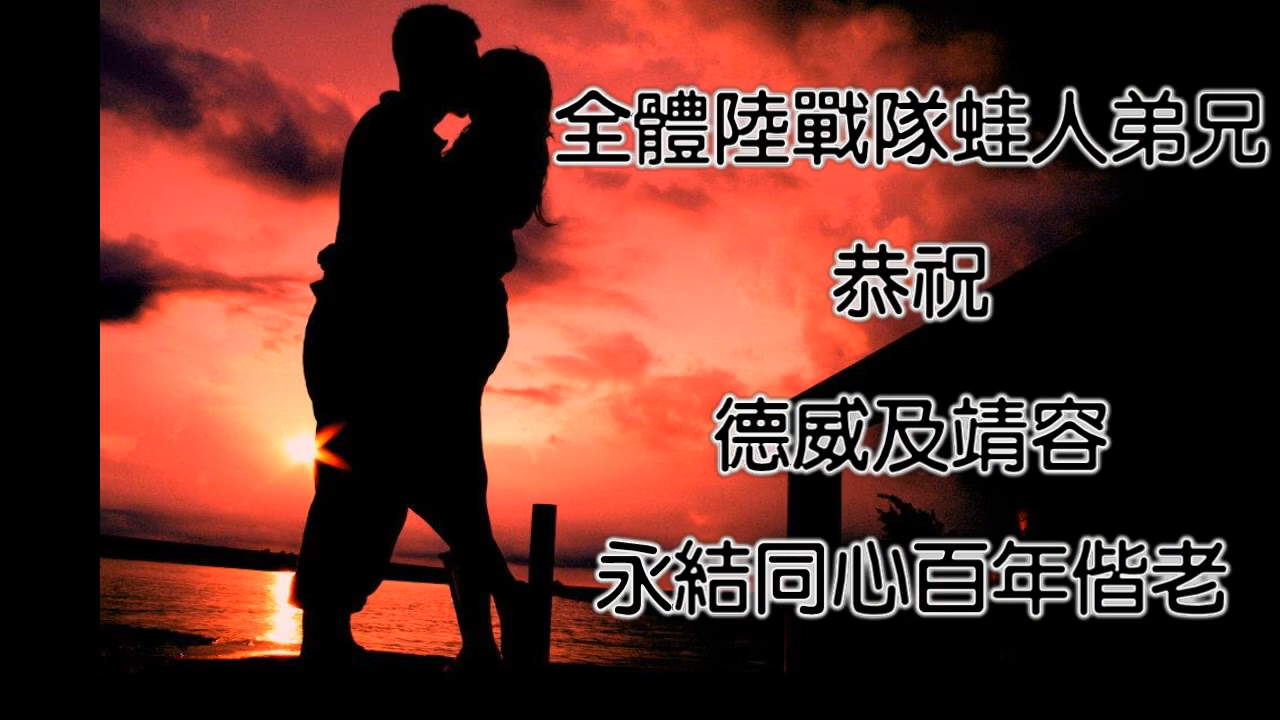 全體陸戰隊蛙人弟兄
恭祝
德威及靖容
永結同心百年偕老